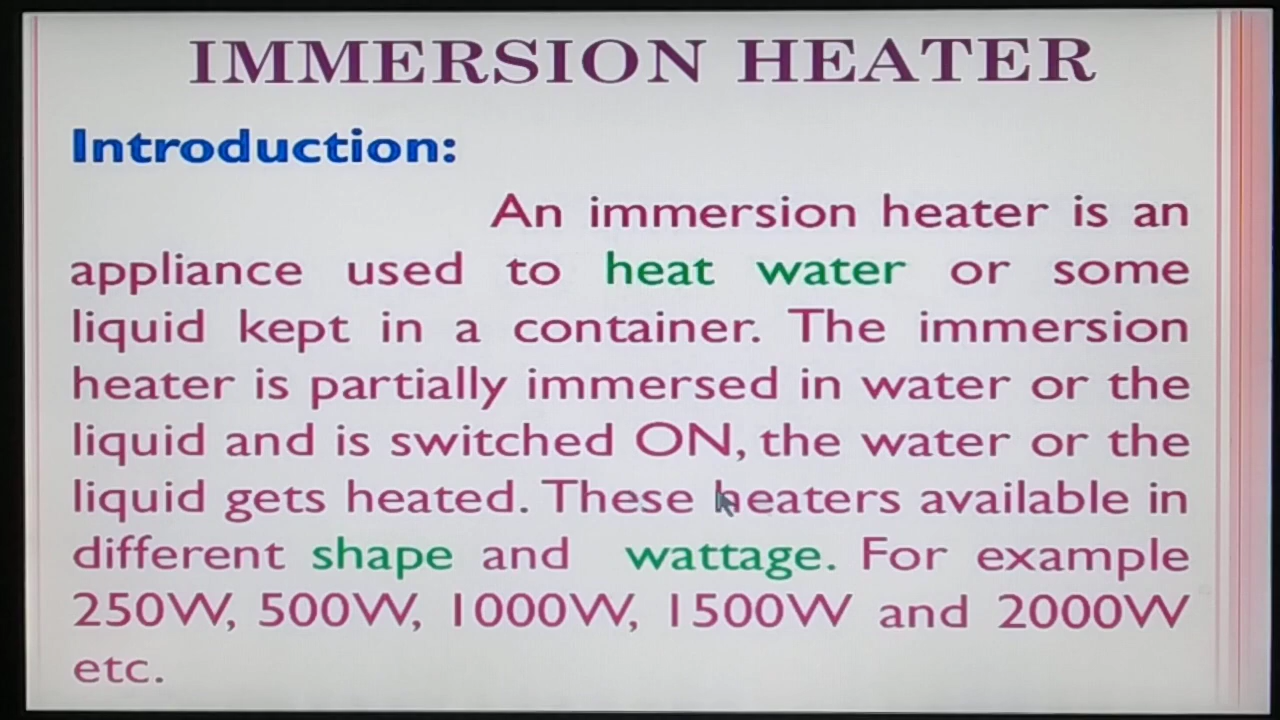 IMMERSION HEATER
Introduction:
An immersion heater is an
appliance used to heat water or some
liquid kept in a container. The immersion
heater is partially immersed in water or the
liquid and is switched ON, the water or the
liquid gets heated. These heaters available in
different shape and wattage. For example
250W, 500W, 1000W, 1500W and 2000W
etc.